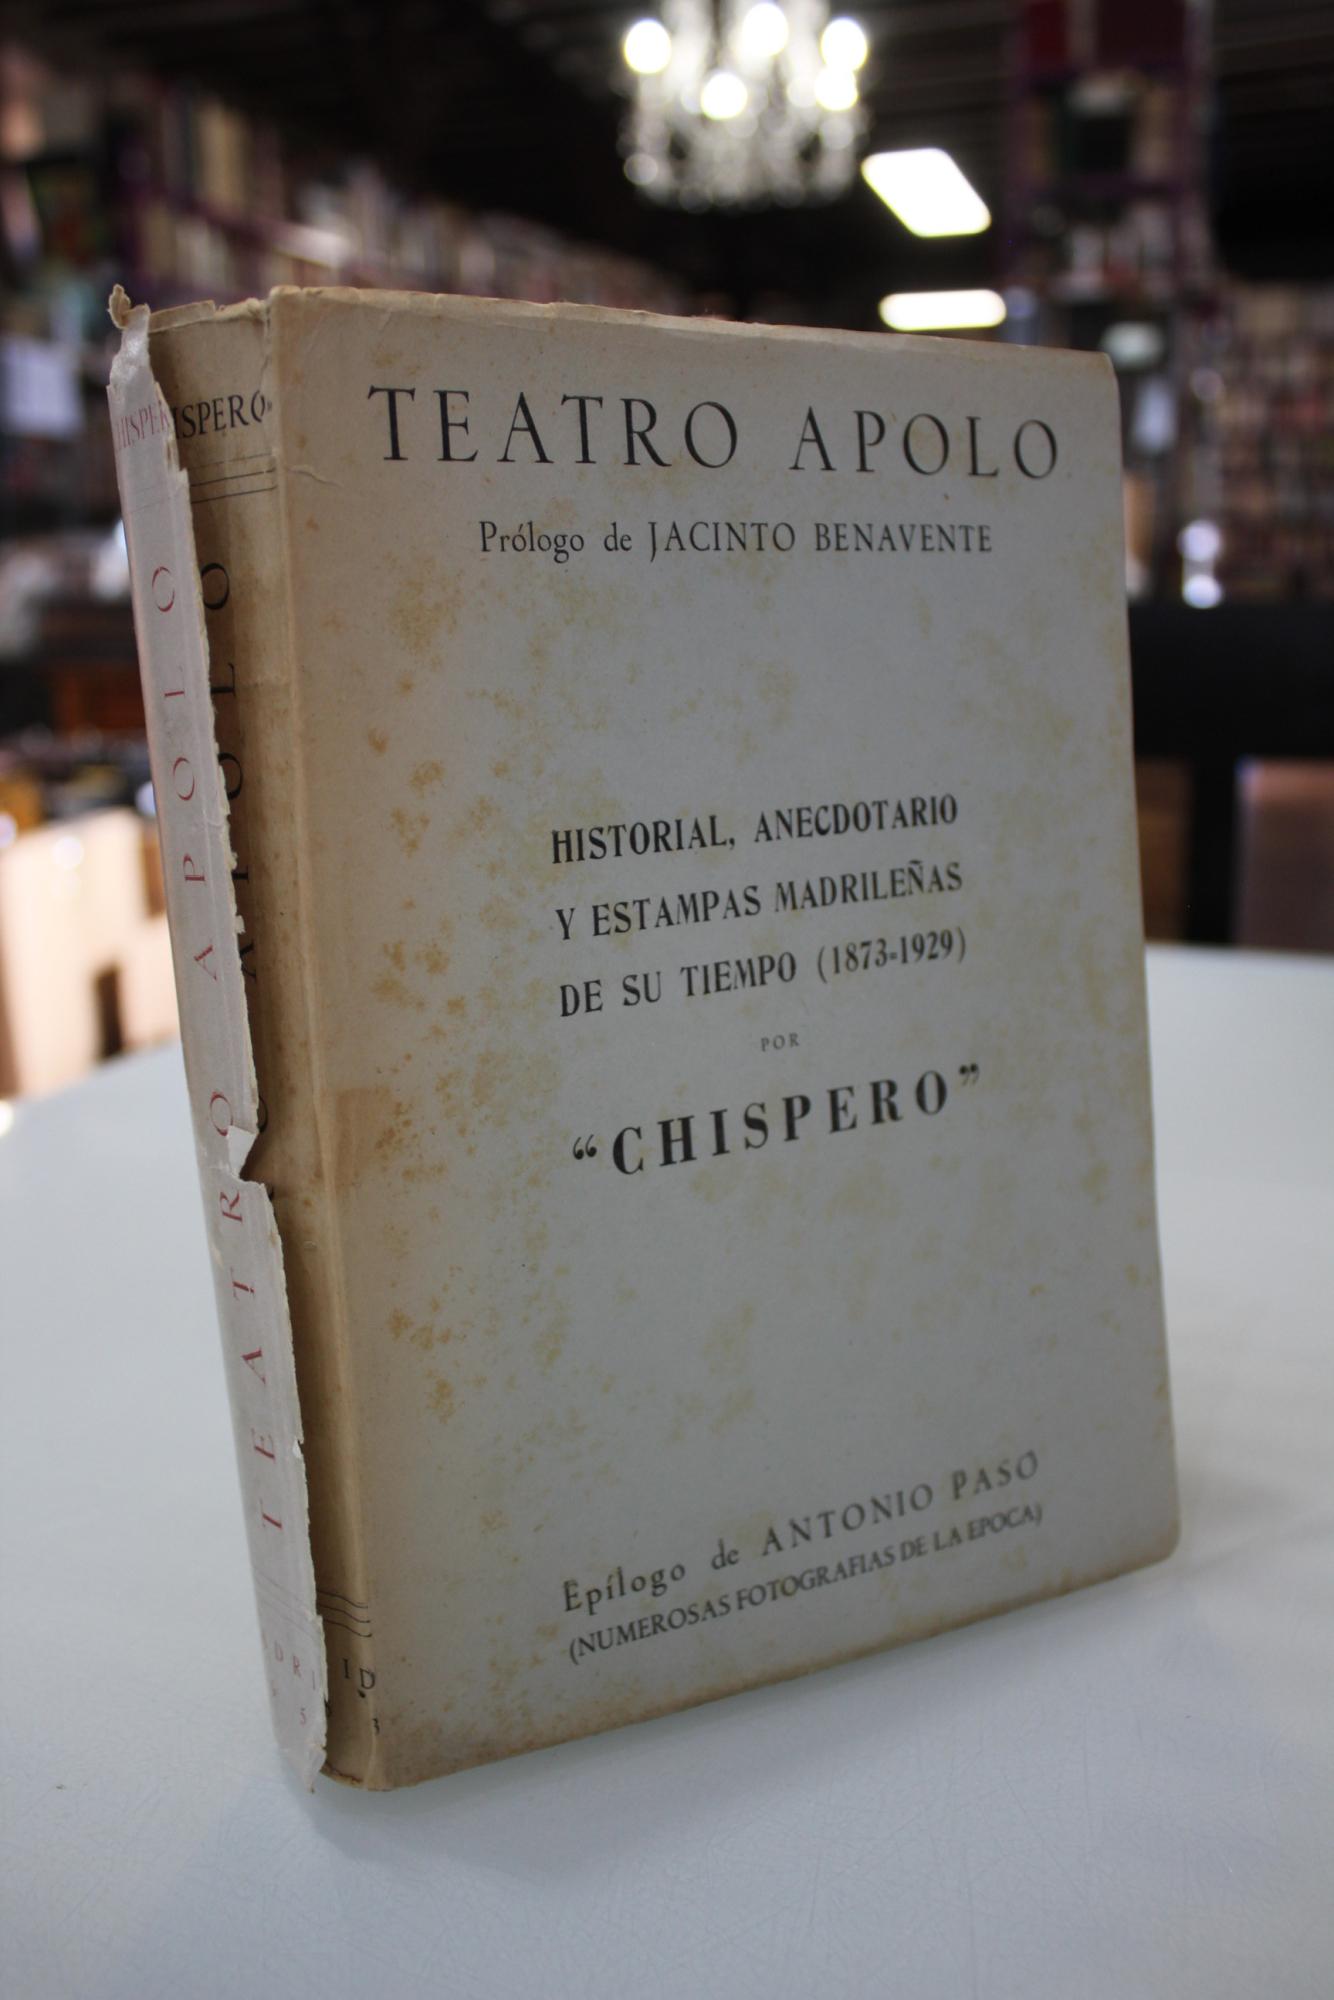 TEATRO APOLO
Prólogo de JACINTO BENAVENTE
HISTORIAL, ANECDOTARIO
Y ESTAMPAS MADRILEÑAS
DE SU TIEMPO (1873-1929)
POR
“CHISPERO”
Epílogo de ANTONIO PASO
(NUMEROSAS FOTOGRAFIAS DE LA EPOCA)
TEATRO APOLO